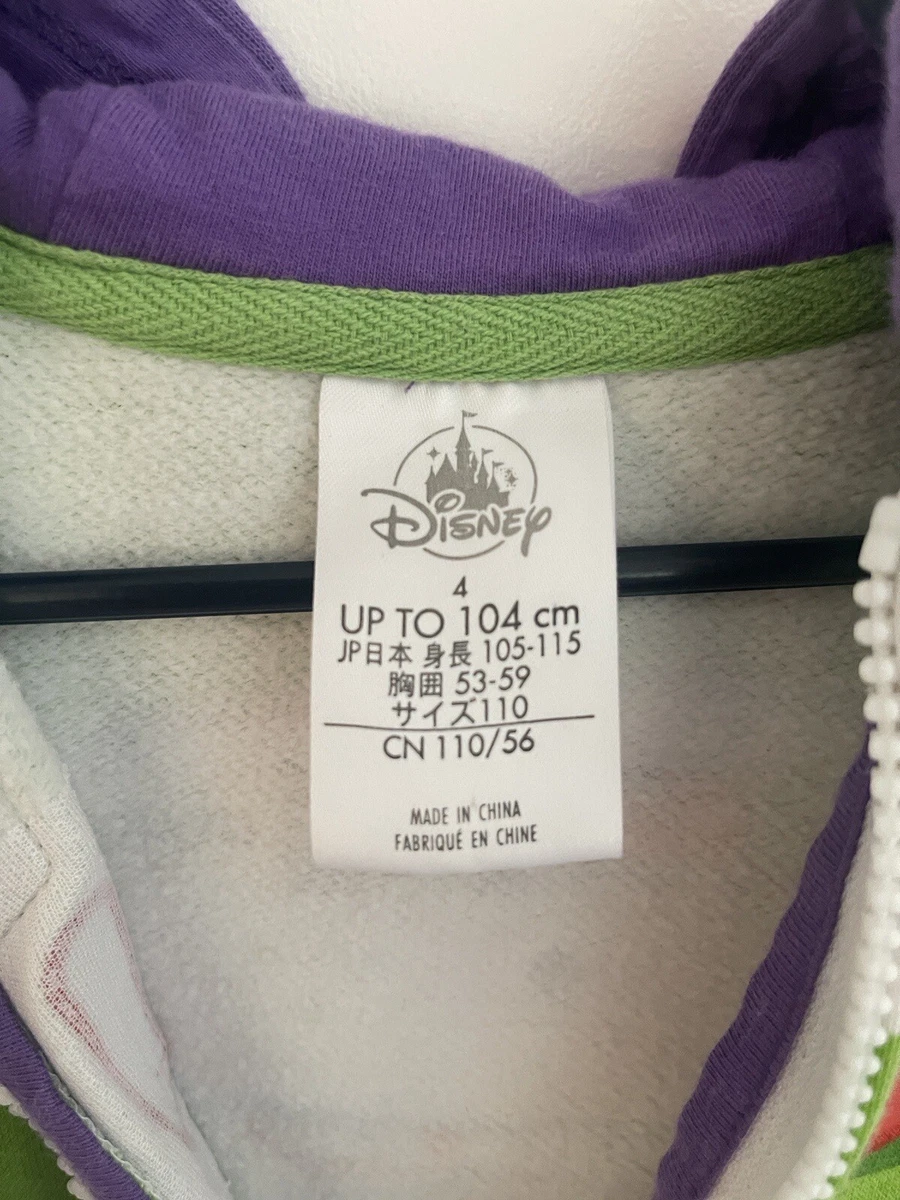 Disney
4
UP TO 104 cm
JP日本 身長 105-115
胸囲 53-59
サイズ110
CN 110/56
MADE IN CHINA
FABRIQUÉ EN CHINE